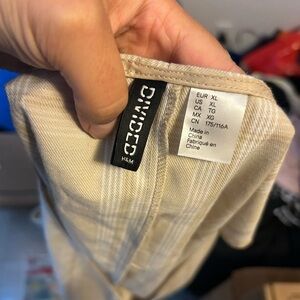 DIVIDED
H&M
EUR XL
US XL
CA TG
MX XG
CN 175/116A
Made in
China
Fabriqué en
Chine